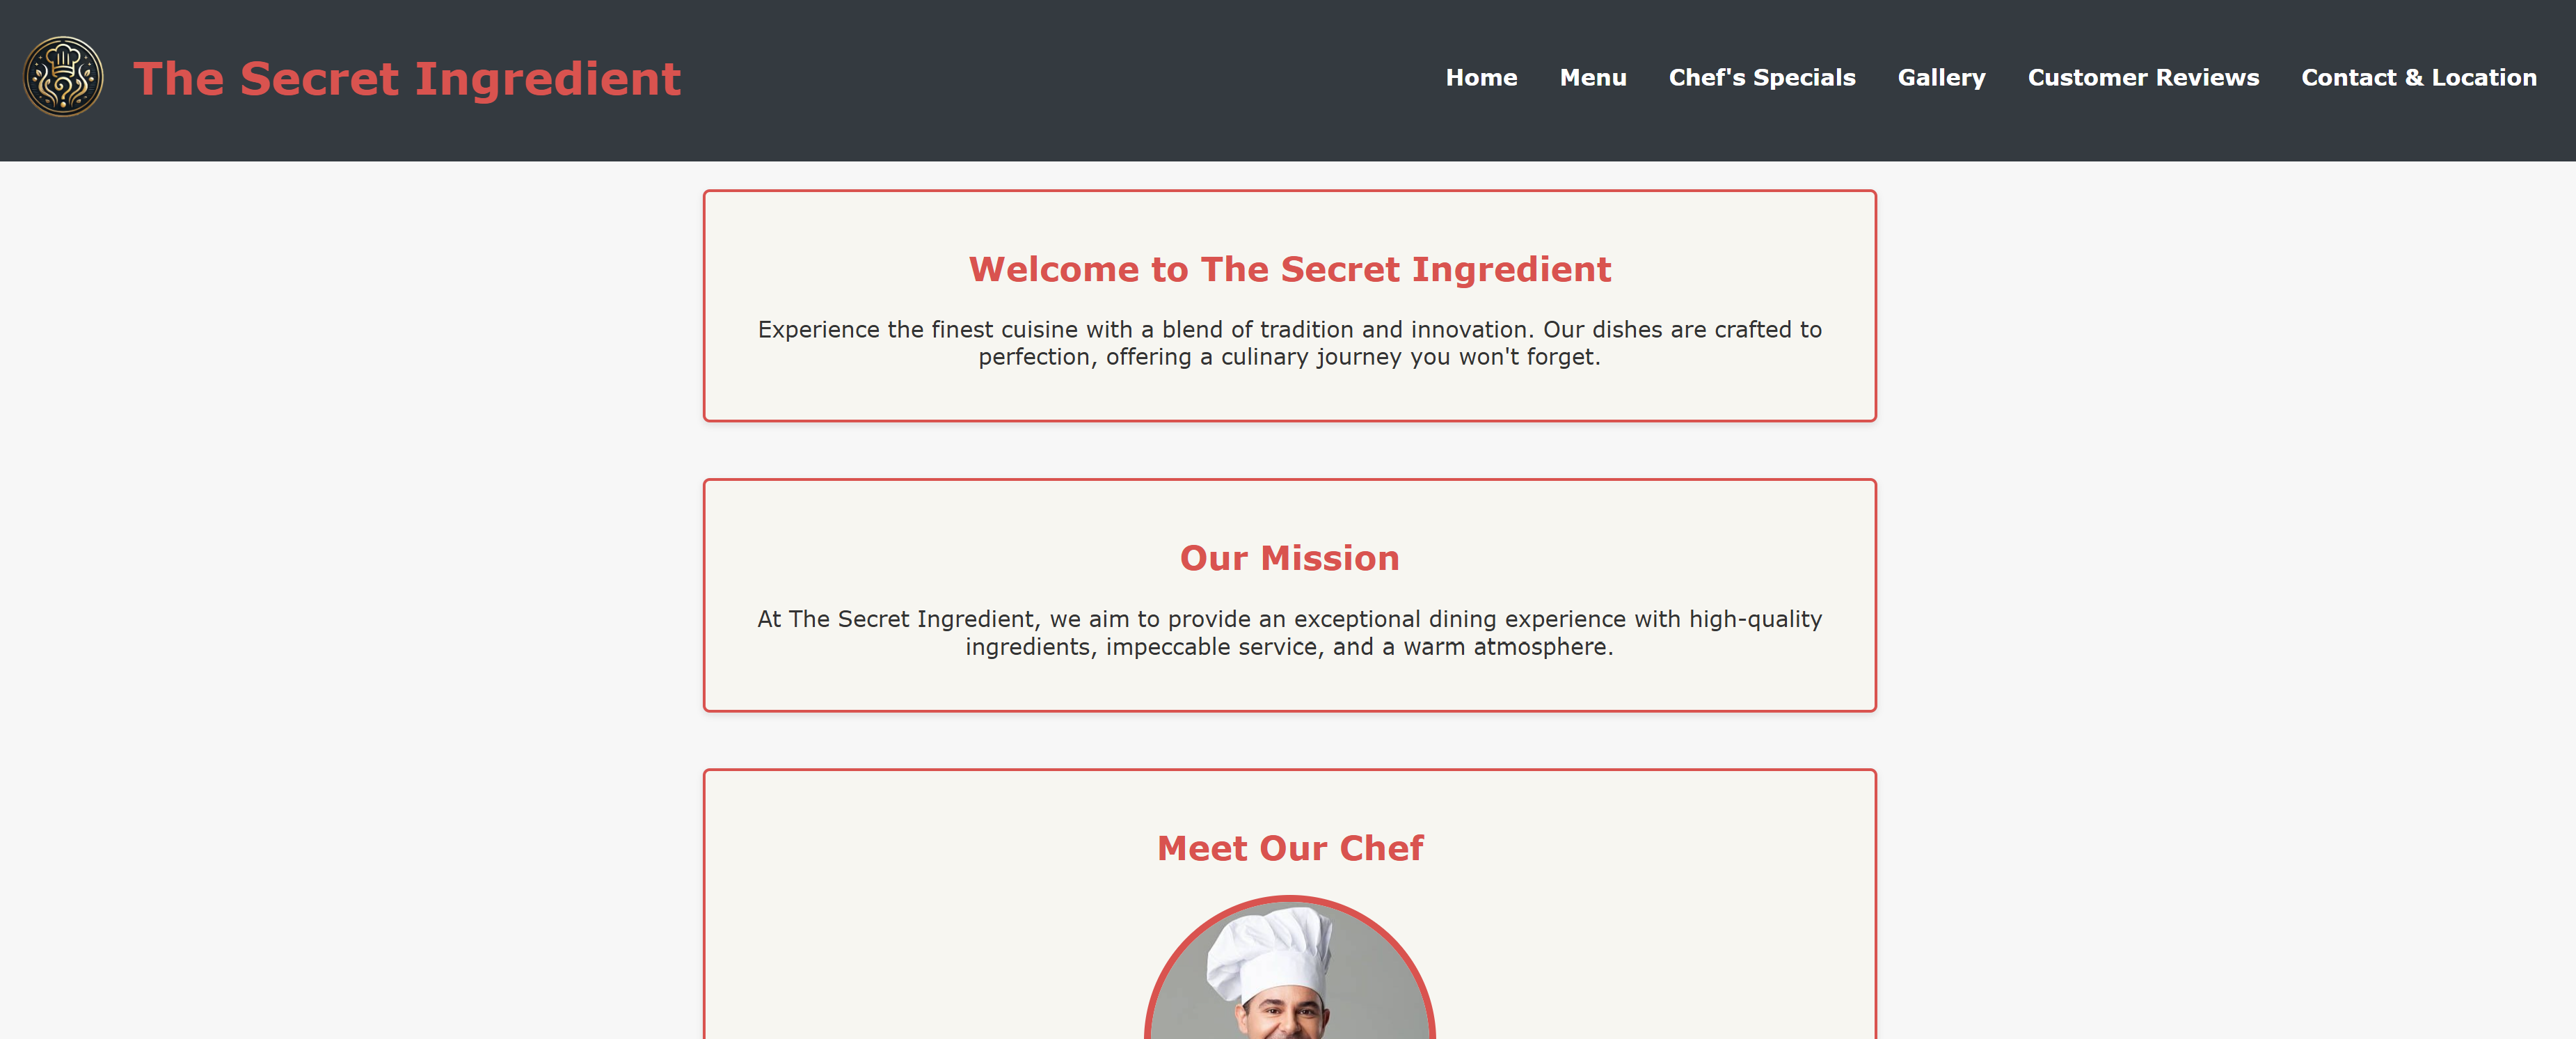 The Secret Ingredient
Home Menu Chef's Specials Gallery Customer Reviews Contact & Location
Welcome to The Secret Ingredient
Experience the finest cuisine with a blend of tradition and innovation. Our dishes are crafted to
perfection, offering a culinary journey you won't forget.
Our Mission
At The Secret Ingredient, we aim to provide an exceptional dining experience with high-quality
ingredients, impeccable service, and a warm atmosphere.
Meet Our Chef